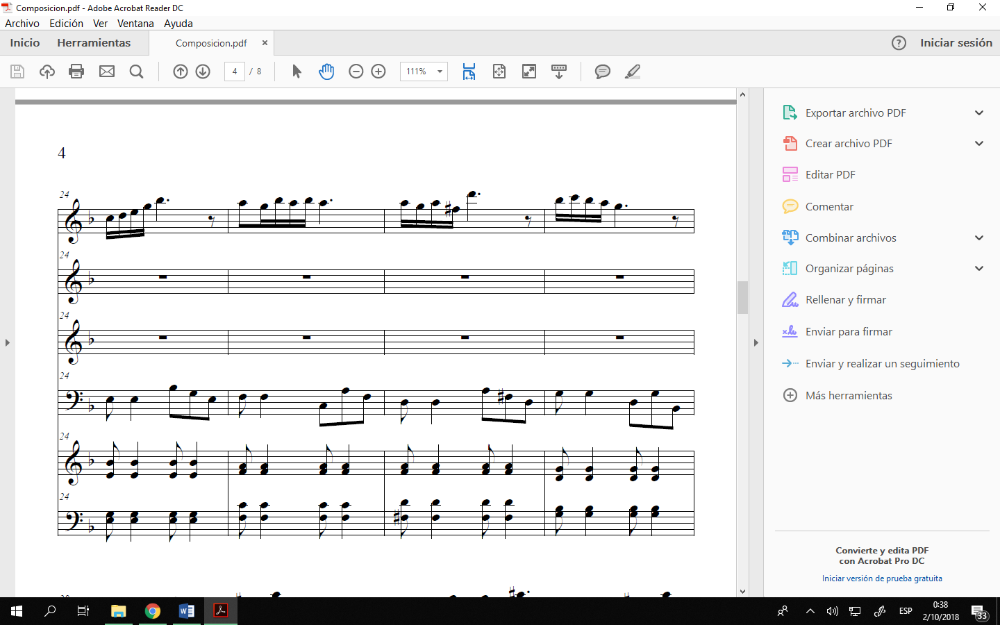 Composicion.pdf - Adobe Acrobat Reader DC
Archivo Edición Ver Ventana Ayuda
Inicio Herramientas Composicion.pdf × Iniciar sesión
4 / 8 111%
Exportar archivo PDF
Crear archivo PDF
Editar PDF
Comentar
Combinar archivos
Organizar páginas
Rellenar y firmar
Enviar para firmar
Enviar y realizar un seguimiento
Más herramientas
Convierte y edita PDF
con Acrobat Pro DC
Iniciar versión de prueba gratuita
4
24
24
24
24
24
24
ESP
0:38
2/10/2018
33